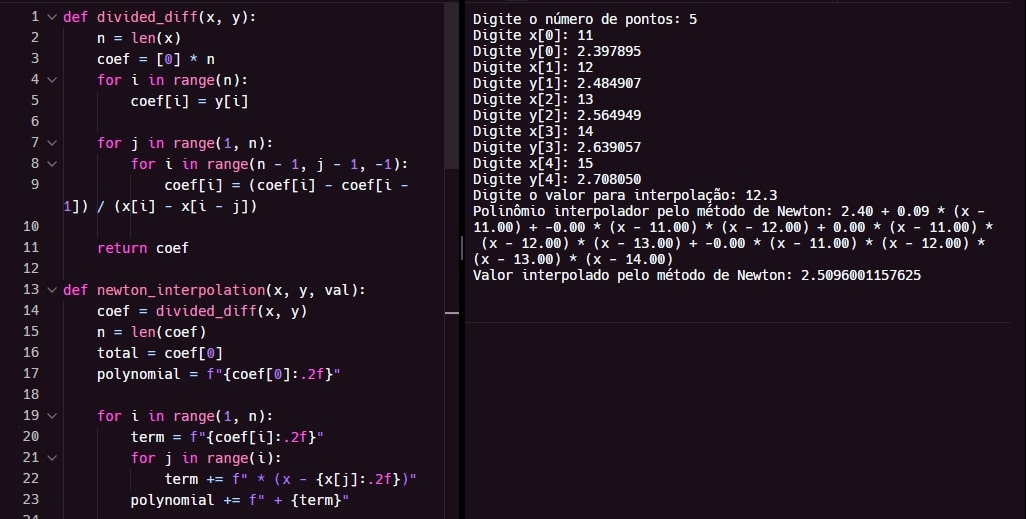 1 def divided_diff(x, y):
2     n = len(x)
3     coef = [0] * n
4     for i in range(n):
5         coef[i] = y[i]
6
7     for j in range(1, n):
8         for i in range(n - 1, j - 1, -1):
9             coef[i] = (coef[i] - coef[i -
1]) / (x[i] - x[i - j])
10
11     return coef
12
13 def newton_interpolation(x, y, val):
14     coef = divided_diff(x, y)
15     n = len(coef)
16     total = coef[0]
17     polynomial = f"{coef[0]:.2f}"
18
19     for i in range(1, n):
20         term = f"{coef[i]:.2f}"
21         for j in range(i):
22             term += f" * (x - {x[j]:.2f})"
23         polynomial += f" + {term}"
Digite o número de pontos: 5
Digite x[0]: 11
Digite y[0]: 2.397895
Digite x[1]: 12
Digite y[1]: 2.484907
Digite x[2]: 13
Digite y[2]: 2.564949
Digite x[3]: 14
Digite y[3]: 2.639057
Digite x[4]: 15
Digite y[4]: 2.708050
Digite o valor para interpolação: 12.3
Polinômio interpolador pelo método de Newton: 2.40 + 0.09 * (x -
11.00) + -0.00 * (x - 11.00) * (x - 12.00) + 0.00 * (x - 11.00) *
(x - 12.00) * (x - 13.00) + -0.00 * (x - 11.00) * (x - 12.00) *
(x - 13.00) * (x - 14.00)
Valor interpolado pelo método de Newton: 2.5096001157625